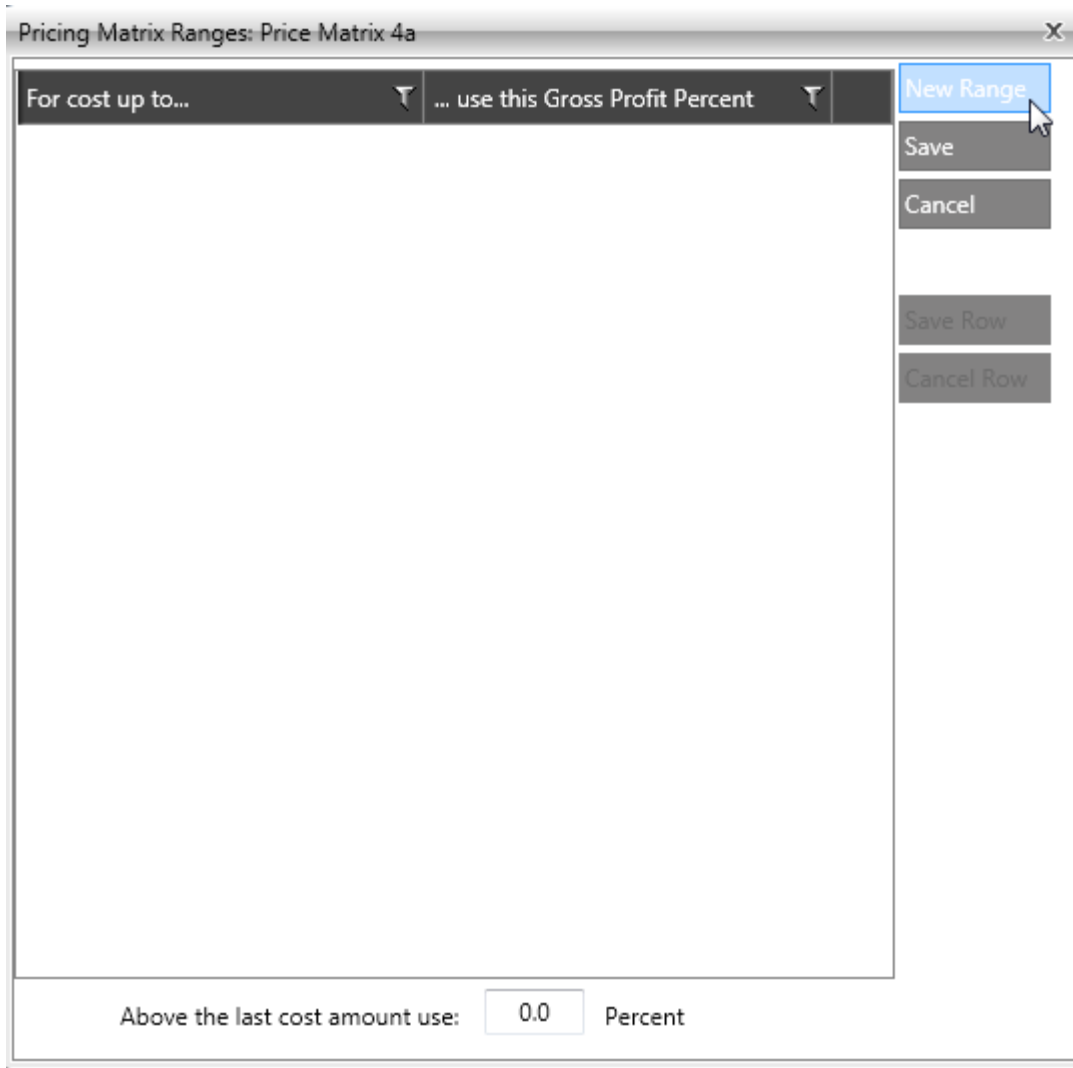 Pricing Matrix Ranges: Price Matrix 4a
For cost up to... ... use this Gross Profit Percent
New Range
Save
Cancel
Save Row
Cancel Row
Above the last cost amount use: 0.0 Percent